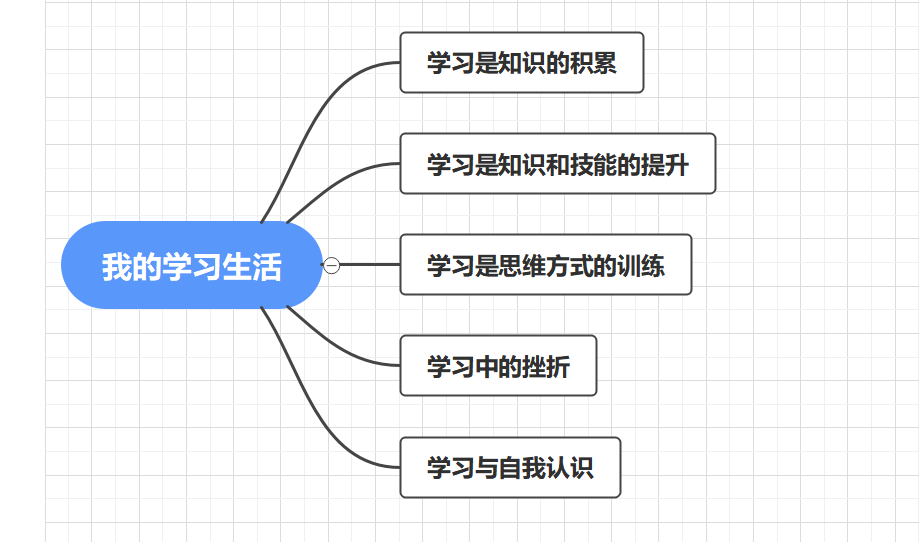 学习是知识的积累
学习是知识和技能的提升
我的学习生活
学习是思维方式的训练
学习中的挫折
学习与自我认识